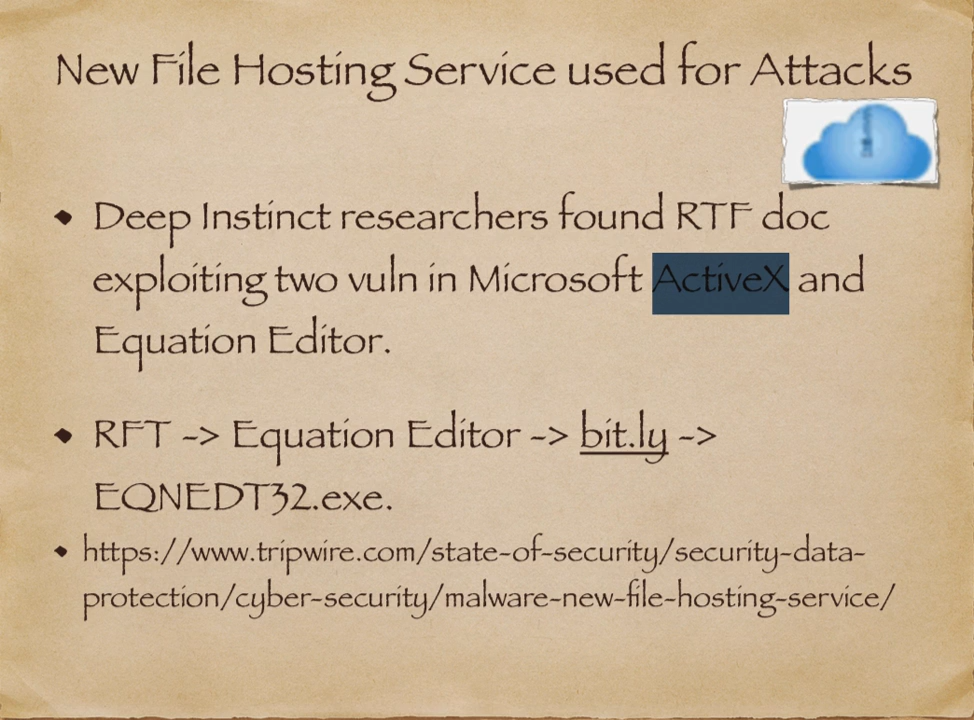 New File Hosting Service used for Attacks
• Deep Instinct researchers found RTF doc
exploiting two vuln in Microsoft ActiveX and
Equation Editor.
• RFT -> Equation Editor -> bit.ly ->
EQNEDT32.exe.
• https://www.tripwire.com/state-of-security/security-data-
protection/cyber-security/malware-new-file-hosting-service/